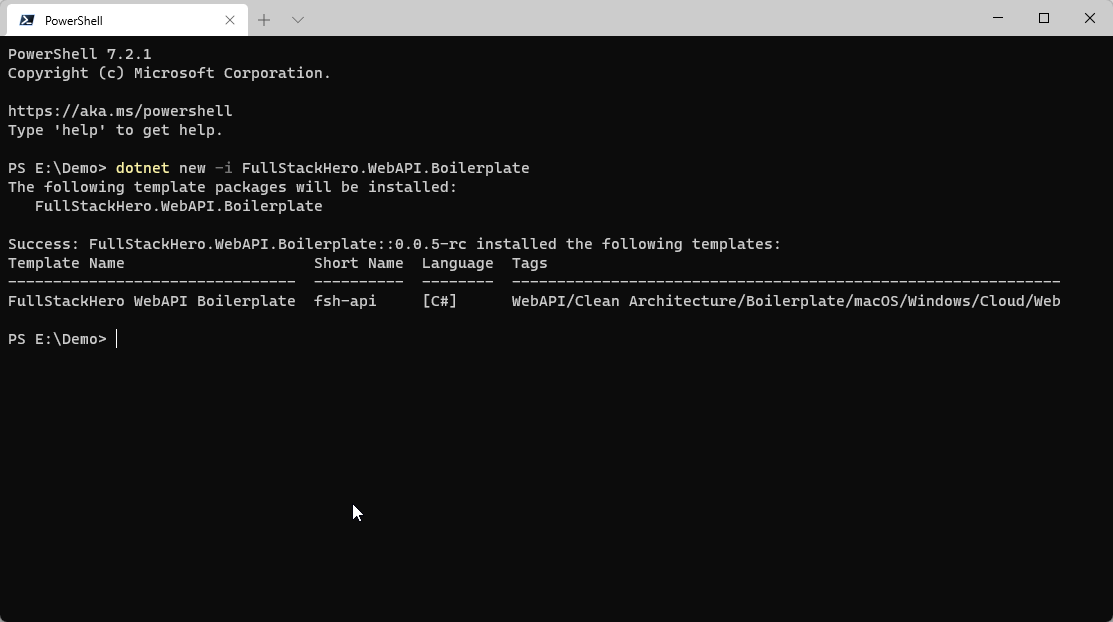 PowerShell
PowerShell 7.2.1
Copyright (c) Microsoft Corporation.
https://aka.ms/powershell
Type 'help' to get help.
PS E:\Demo> dotnet new -i FullStackHero.WebAPI.Boilerplate
The following template packages will be installed:
   FullStackHero.WebAPI.Boilerplate
Success: FullStackHero.WebAPI.Boilerplate::0.0.5-rc installed the following templates:
Template Name                     Short Name  Language  Tags
--------------------------------  ----------  --------  -------------------------------------------------------------
FullStackHero WebAPI Boilerplate  fsh-api     [C#]      WebAPI/Clean Architecture/Boilerplate/macOS/Windows/Cloud/Web
PS E:\Demo>